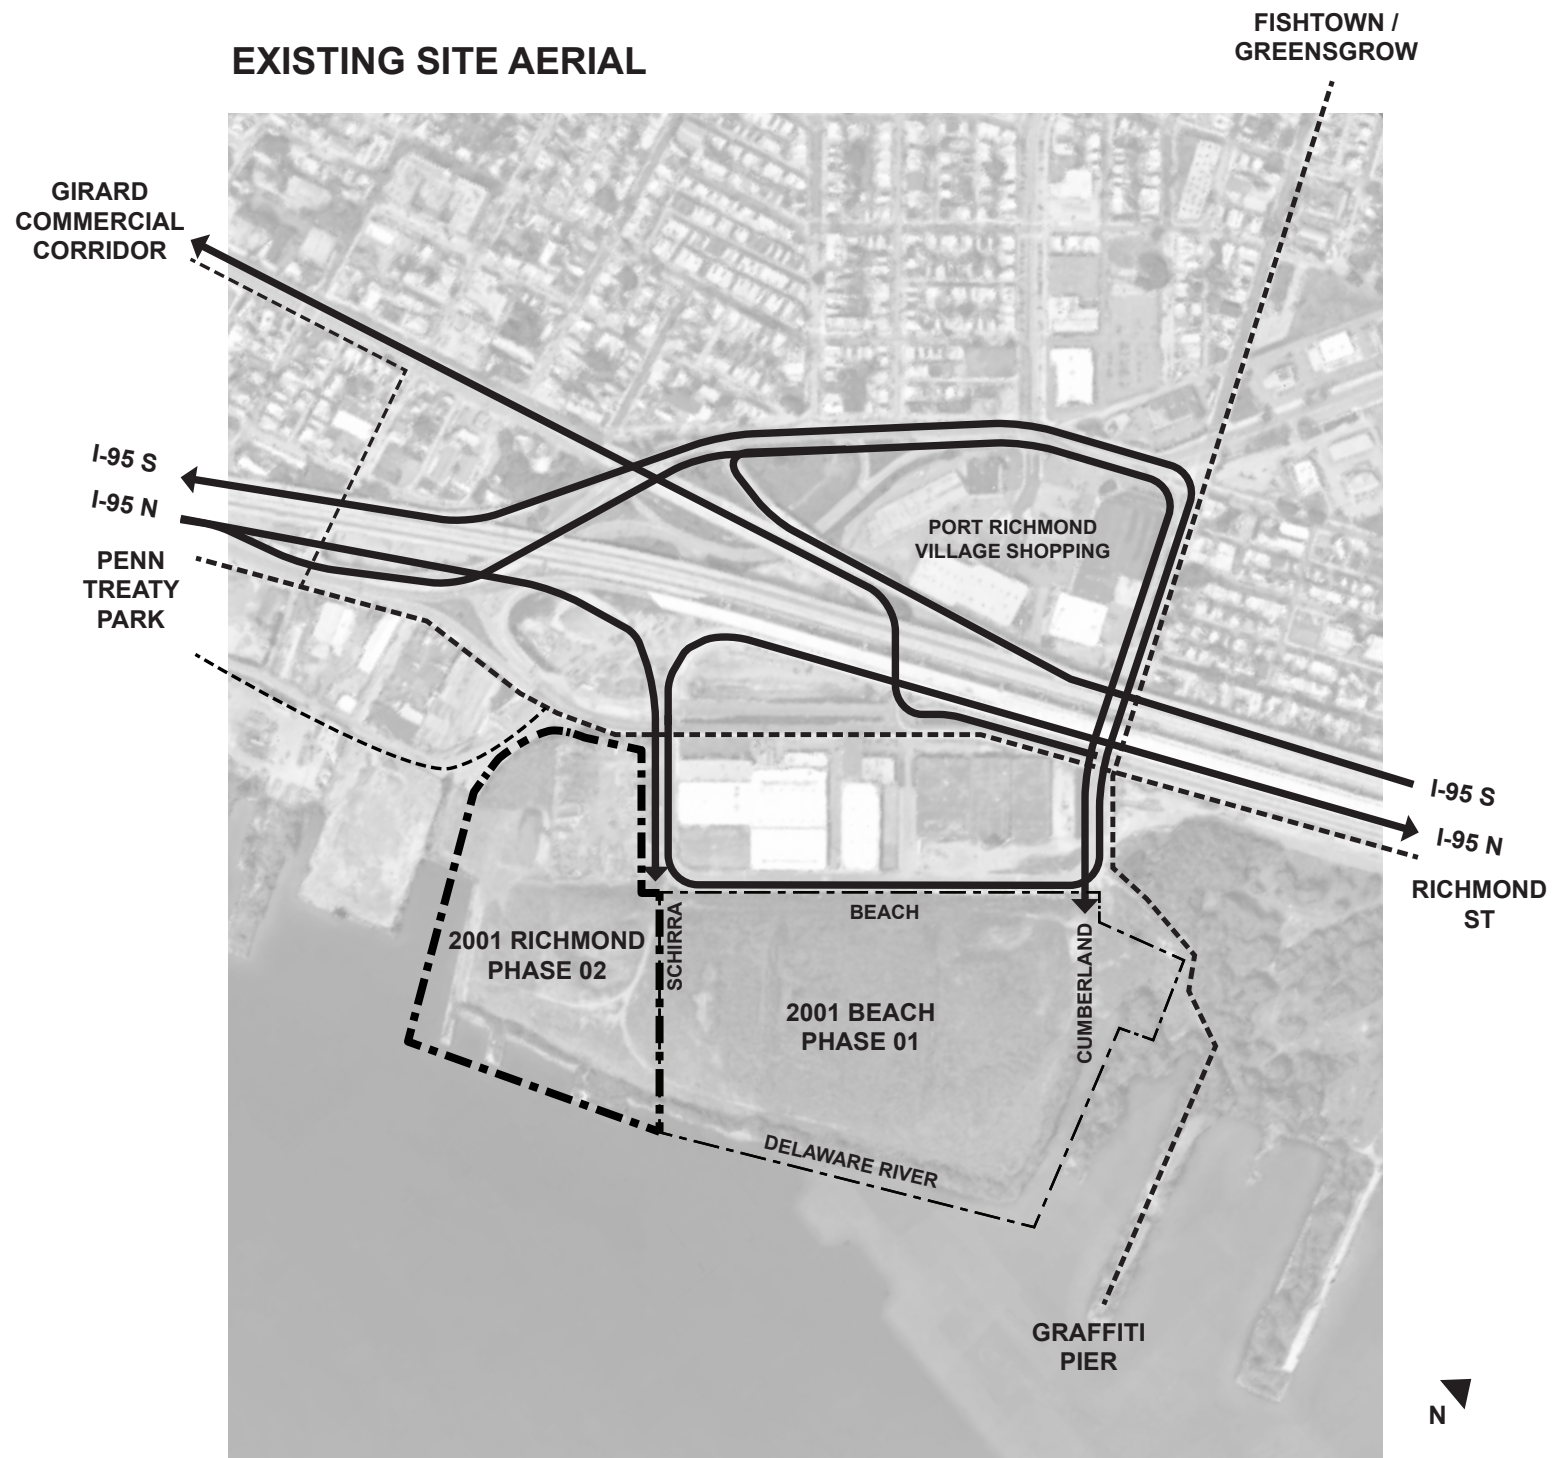 FISHTOWN /
GREENSGROW
EXISTING SITE AERIAL
GIRARD
COMMERCIAL
CORRIDOR
I-95 S
I-95 N
PENN
TREATY
PARK
PORT RICHMOND
VILLAGE SHOPPING
I-95 S
I-95 N
RICHMOND
ST
BEACH
SCHIRRA
2001 RICHMOND
PHASE 02
CUMBERLAND
2001 BEACH
PHASE 01
DELAWARE RIVER
GRAFFITI
PIER
N